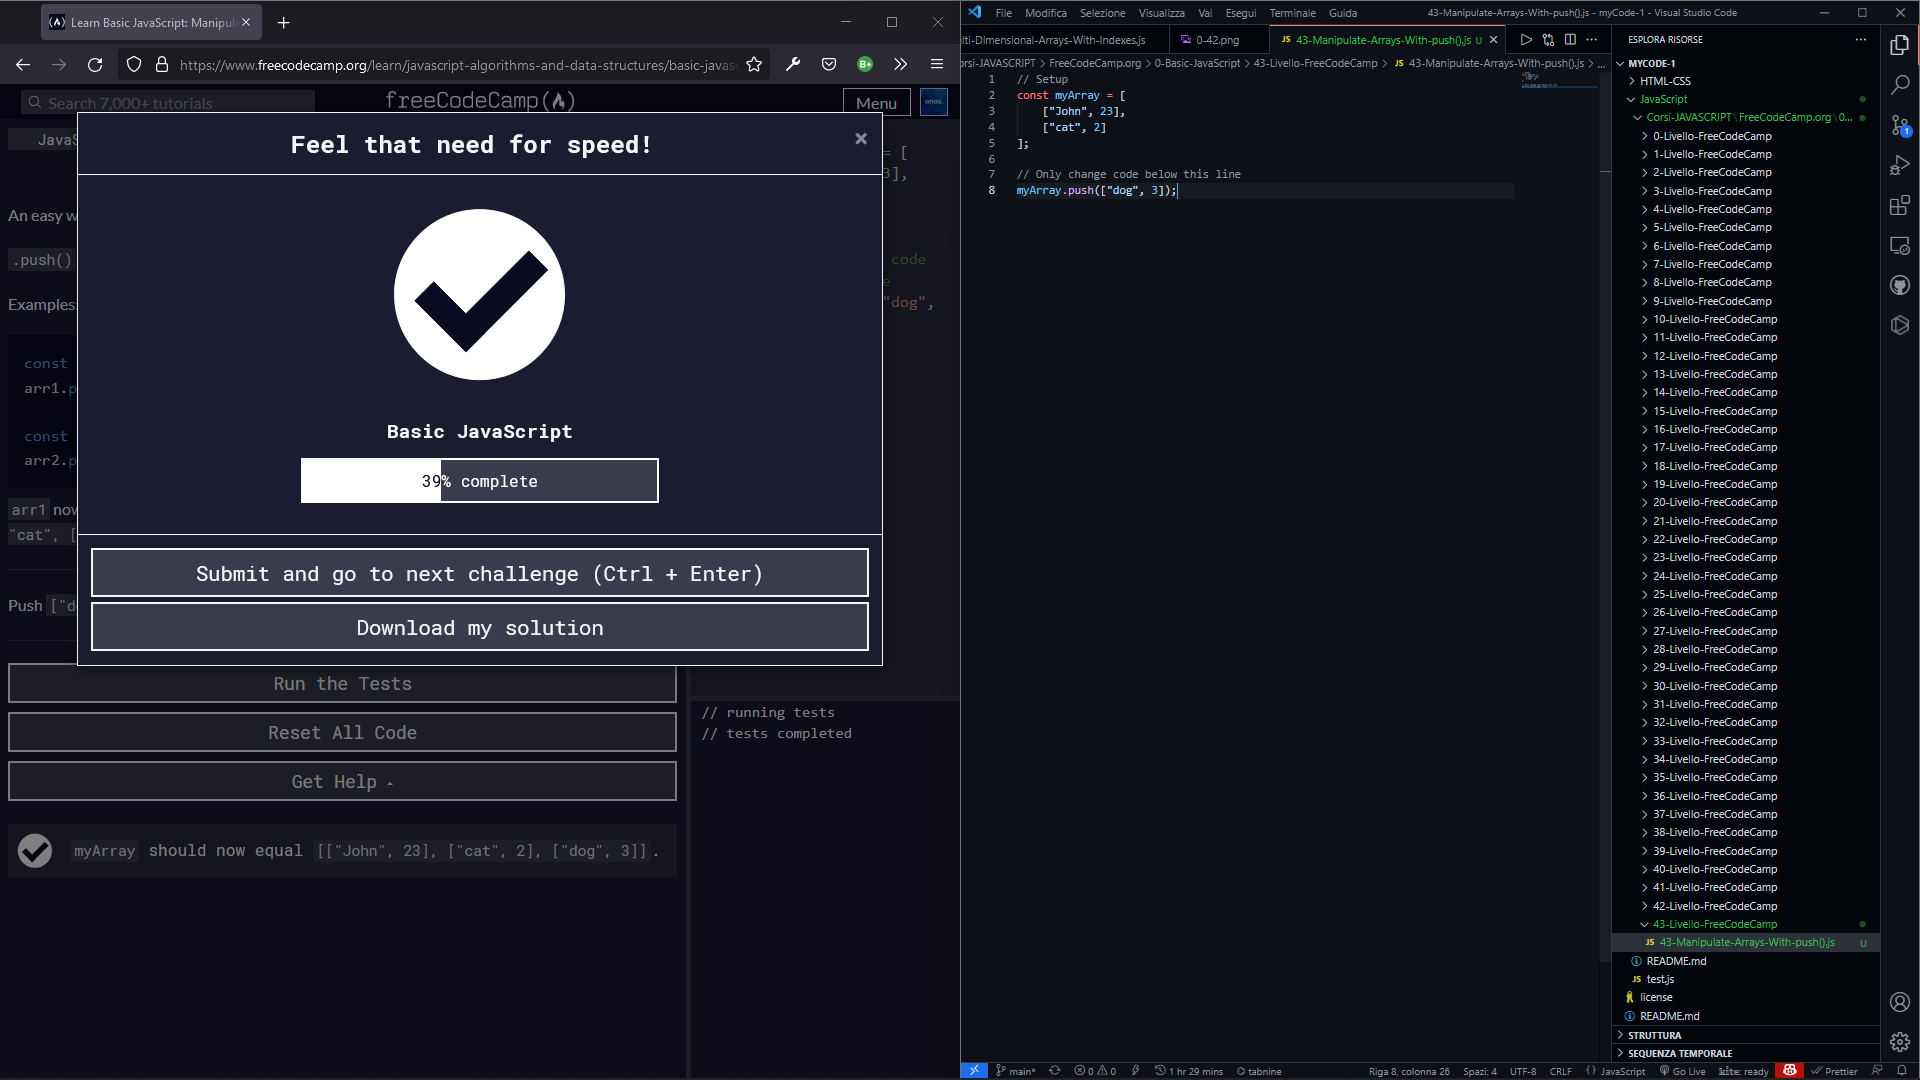 Learn Basic JavaScript: Manipul
https://www.freecodecamp.org/learn/javascript-algorithms-and-data-structures/basic-javas
Search 7,000+ tutorials
freeCodeCamp
Menu
Feel that need for speed!
An easy w
.push()
Examples:
const
arr1.p
const
arr2.p
arr1 now
"cat", [
Push ["d
Basic JavaScript
39% complete
Submit and go to next challenge (Ctrl + Enter)
Download my solution
Run the Tests
Reset All Code
Get Help
myArray should now equal [["John", 23], ["cat", 2], ["dog", 3]].
= [
3],
code
e
"dog",
// running tests
// tests completed
File Modifica Selezione Visualizza Vai Esegui Terminale Guida
43-Manipulate-Arrays-With-push().js - myCode-1 - Visual Studio Code
lti-Dimensional-Arrays-With-Indexes.js
0-42.png
JS 43-Manipulate-Arrays-With-push().js U
orsi-JAVASCRIPT > FreeCodeCamp.org > 0-Basic-JavaScript > 43-Livello-FreeCodeCamp > JS 43-Manipulate-Arrays-With-push().js > ...
1 // Setup
2 const myArray = [
3 ["John", 23],
4 ["cat", 2]
5 ];
6
7 // Only change code below this line
8 myArray.push(["dog", 3]);
ESPLORA RISORSE
MYCODE-1
HTML-CSS
JavaScript
Corsi-JAVASCRIPT \ FreeCodeCamp.org \ 0...
0-Livello-FreeCodeCamp
1-Livello-FreeCodeCamp
2-Livello-FreeCodeCamp
3-Livello-FreeCodeCamp
4-Livello-FreeCodeCamp
5-Livello-FreeCodeCamp
6-Livello-FreeCodeCamp
7-Livello-FreeCodeCamp
8-Livello-FreeCodeCamp
9-Livello-FreeCodeCamp
10-Livello-FreeCodeCamp
11-Livello-FreeCodeCamp
12-Livello-FreeCodeCamp
13-Livello-FreeCodeCamp
14-Livello-FreeCodeCamp
15-Livello-FreeCodeCamp
16-Livello-FreeCodeCamp
17-Livello-FreeCodeCamp
18-Livello-FreeCodeCamp
19-Livello-FreeCodeCamp
20-Livello-FreeCodeCamp
21-Livello-FreeCodeCamp
22-Livello-FreeCodeCamp
23-Livello-FreeCodeCamp
24-Livello-FreeCodeCamp
25-Livello-FreeCodeCamp
26-Livello-FreeCodeCamp
27-Livello-FreeCodeCamp
28-Livello-FreeCodeCamp
29-Livello-FreeCodeCamp
30-Livello-FreeCodeCamp
31-Livello-FreeCodeCamp
32-Livello-FreeCodeCamp
33-Livello-FreeCodeCamp
34-Livello-FreeCodeCamp
35-Livello-FreeCodeCamp
36-Livello-FreeCodeCamp
37-Livello-FreeCodeCamp
38-Livello-FreeCodeCamp
39-Livello-FreeCodeCamp
40-Livello-FreeCodeCamp
41-Livello-FreeCodeCamp
42-Livello-FreeCodeCamp
43-Livello-FreeCodeCamp
JS 43-Manipulate-Arrays-With-push().js U
README.md
JS test.js
license
README.md
STRUTTURA
SEQUENZA TEMPORALE
main* 0 0 1 hr 29 mins tabnine
Riga 8, colonna 26 Spazi: 4 UTF-8 CRLF JavaScript Go Live kite: ready Prettier